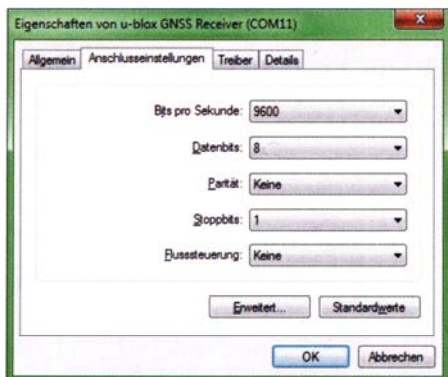 Eigenschaften von u-blox GNSS Receiver (COM11)
Allgemein Anschlusseinstellungen Treiber Details
Bits pro Sekunde: 9600
Datenbits: 8
Parität: Keine
Stoppbits: 1
Flusssteuerung: Keine
Erweitert... Standardwerte
OK Abbrechen